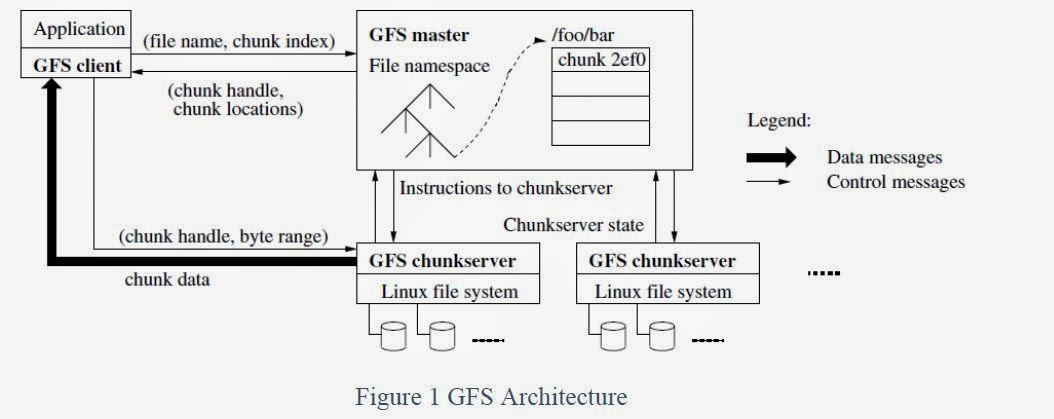 Application
GFS client
(file name, chunk index)
(chunk handle,
chunk locations)
GFS master
File namespace
/foo/bar
chunk 2ef0
Legend:
Data messages
Control messages
Instructions to chunkserver
Chunkserver state
(chunk handle, byte range)
chunk data
GFS chunkserver
Linux file system
GFS chunkserver
Linux file system
Figure 1 GFS Architecture